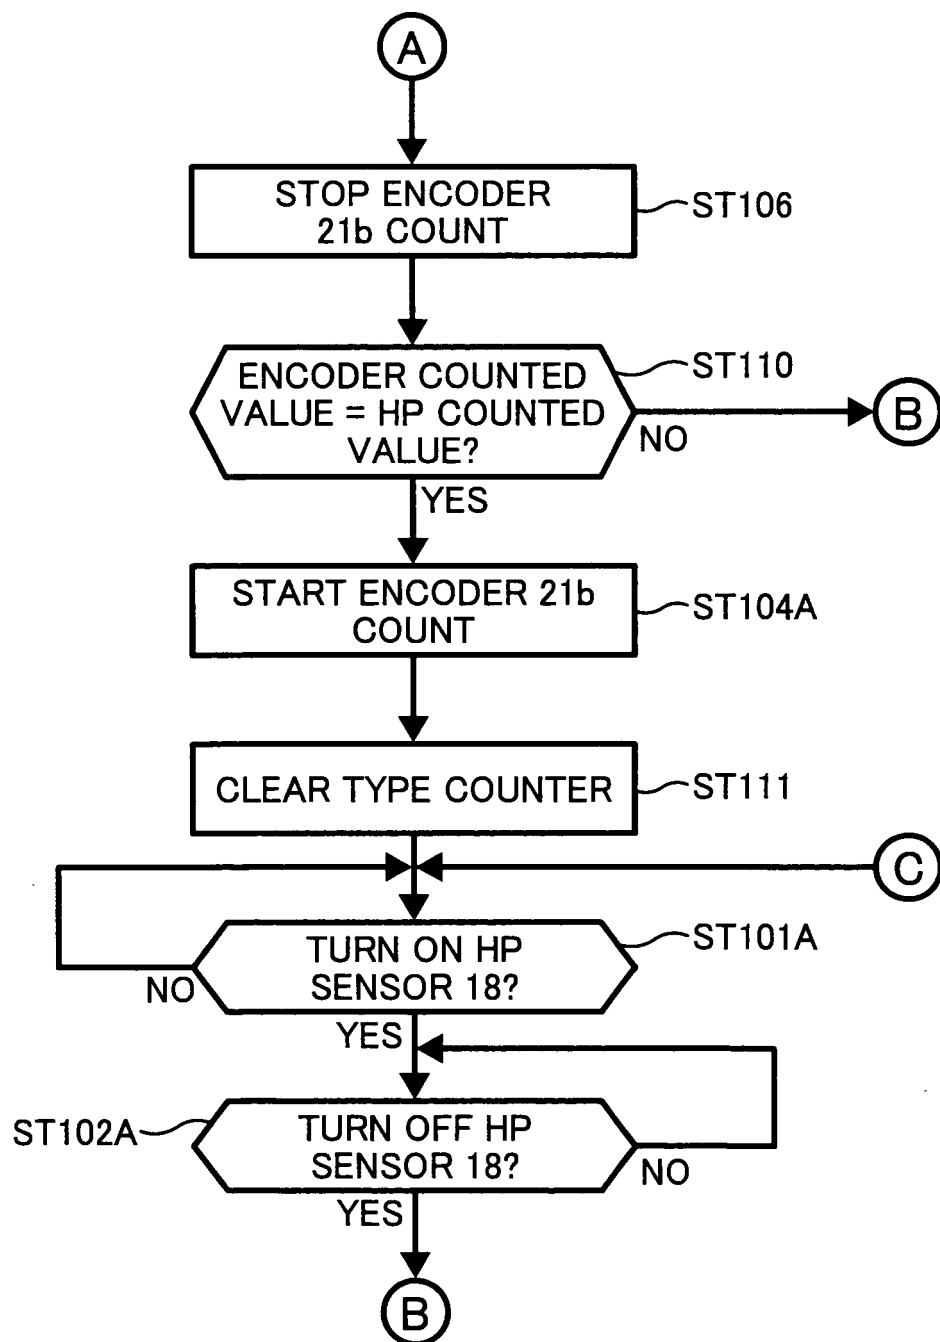 A
STOP ENCODER
21b COUNT
ST106
ENCODER COUNTED
VALUE = HP COUNTED
VALUE?
ST110
NO
B
YES
START ENCODER 21b
COUNT
ST104A
CLEAR TYPE COUNTER
ST111
C
TURN ON HP
SENSOR 18?
ST101A
NO
YES
TURN OFF HP
SENSOR 18?
ST102A
NO
YES
B